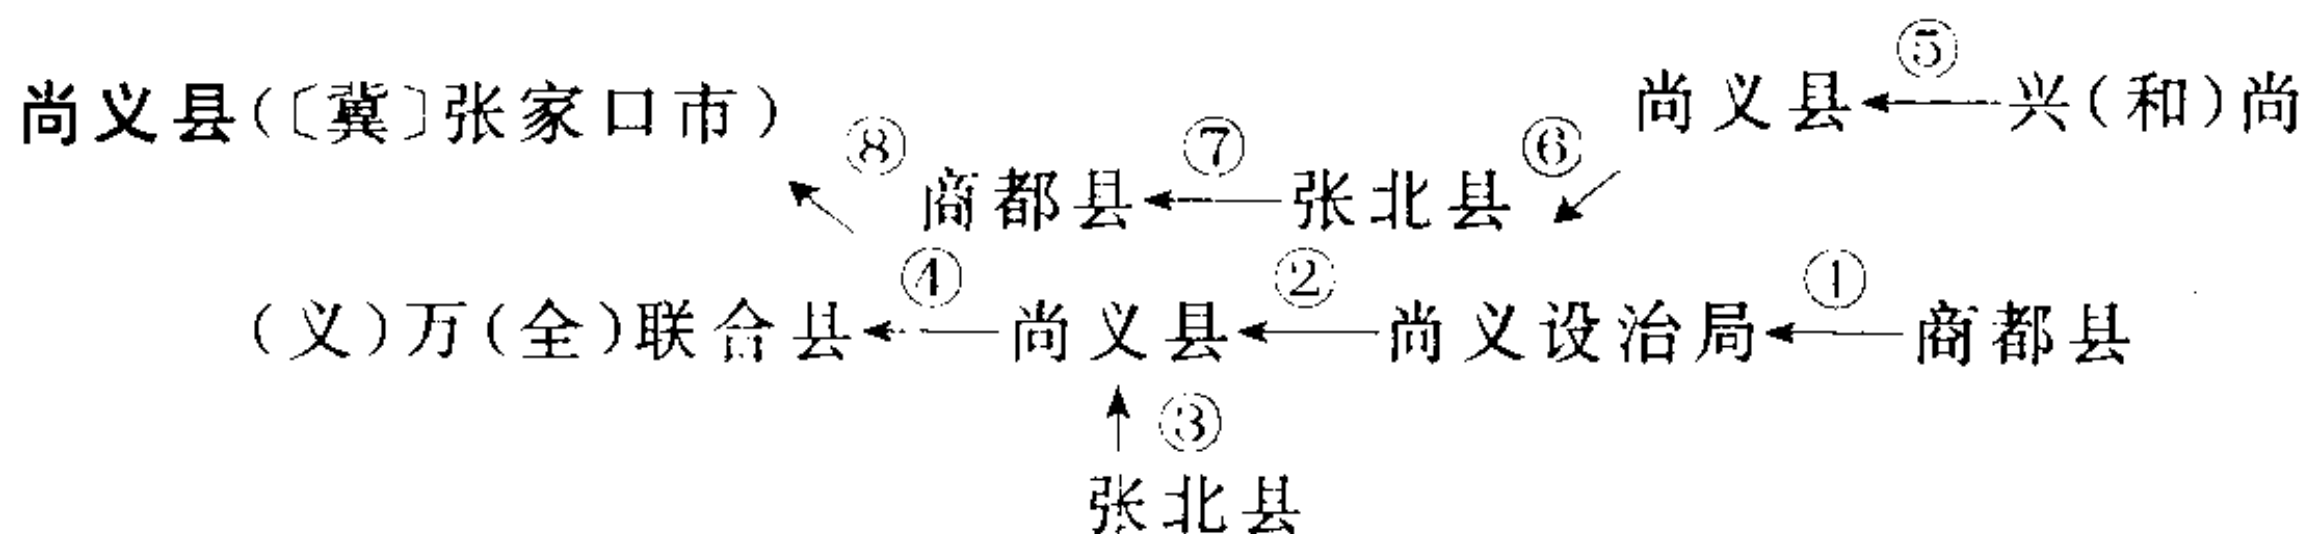 尚义县(〔冀〕张家口市) ⑧ 商都县←⑦张北县 ⑥ 尚义县←⑤兴(和)尚
(义)万(全)联合县←④尚义县←②尚义设治局←①商都县
③
张北县